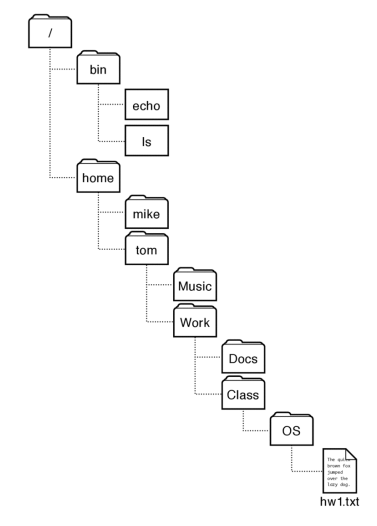 /
bin
echo
ls
home
mike
tom
Music
Work
Docs
Class
OS
The quick
brown fox
jumped
over the
lazy dog.
hw1.txt